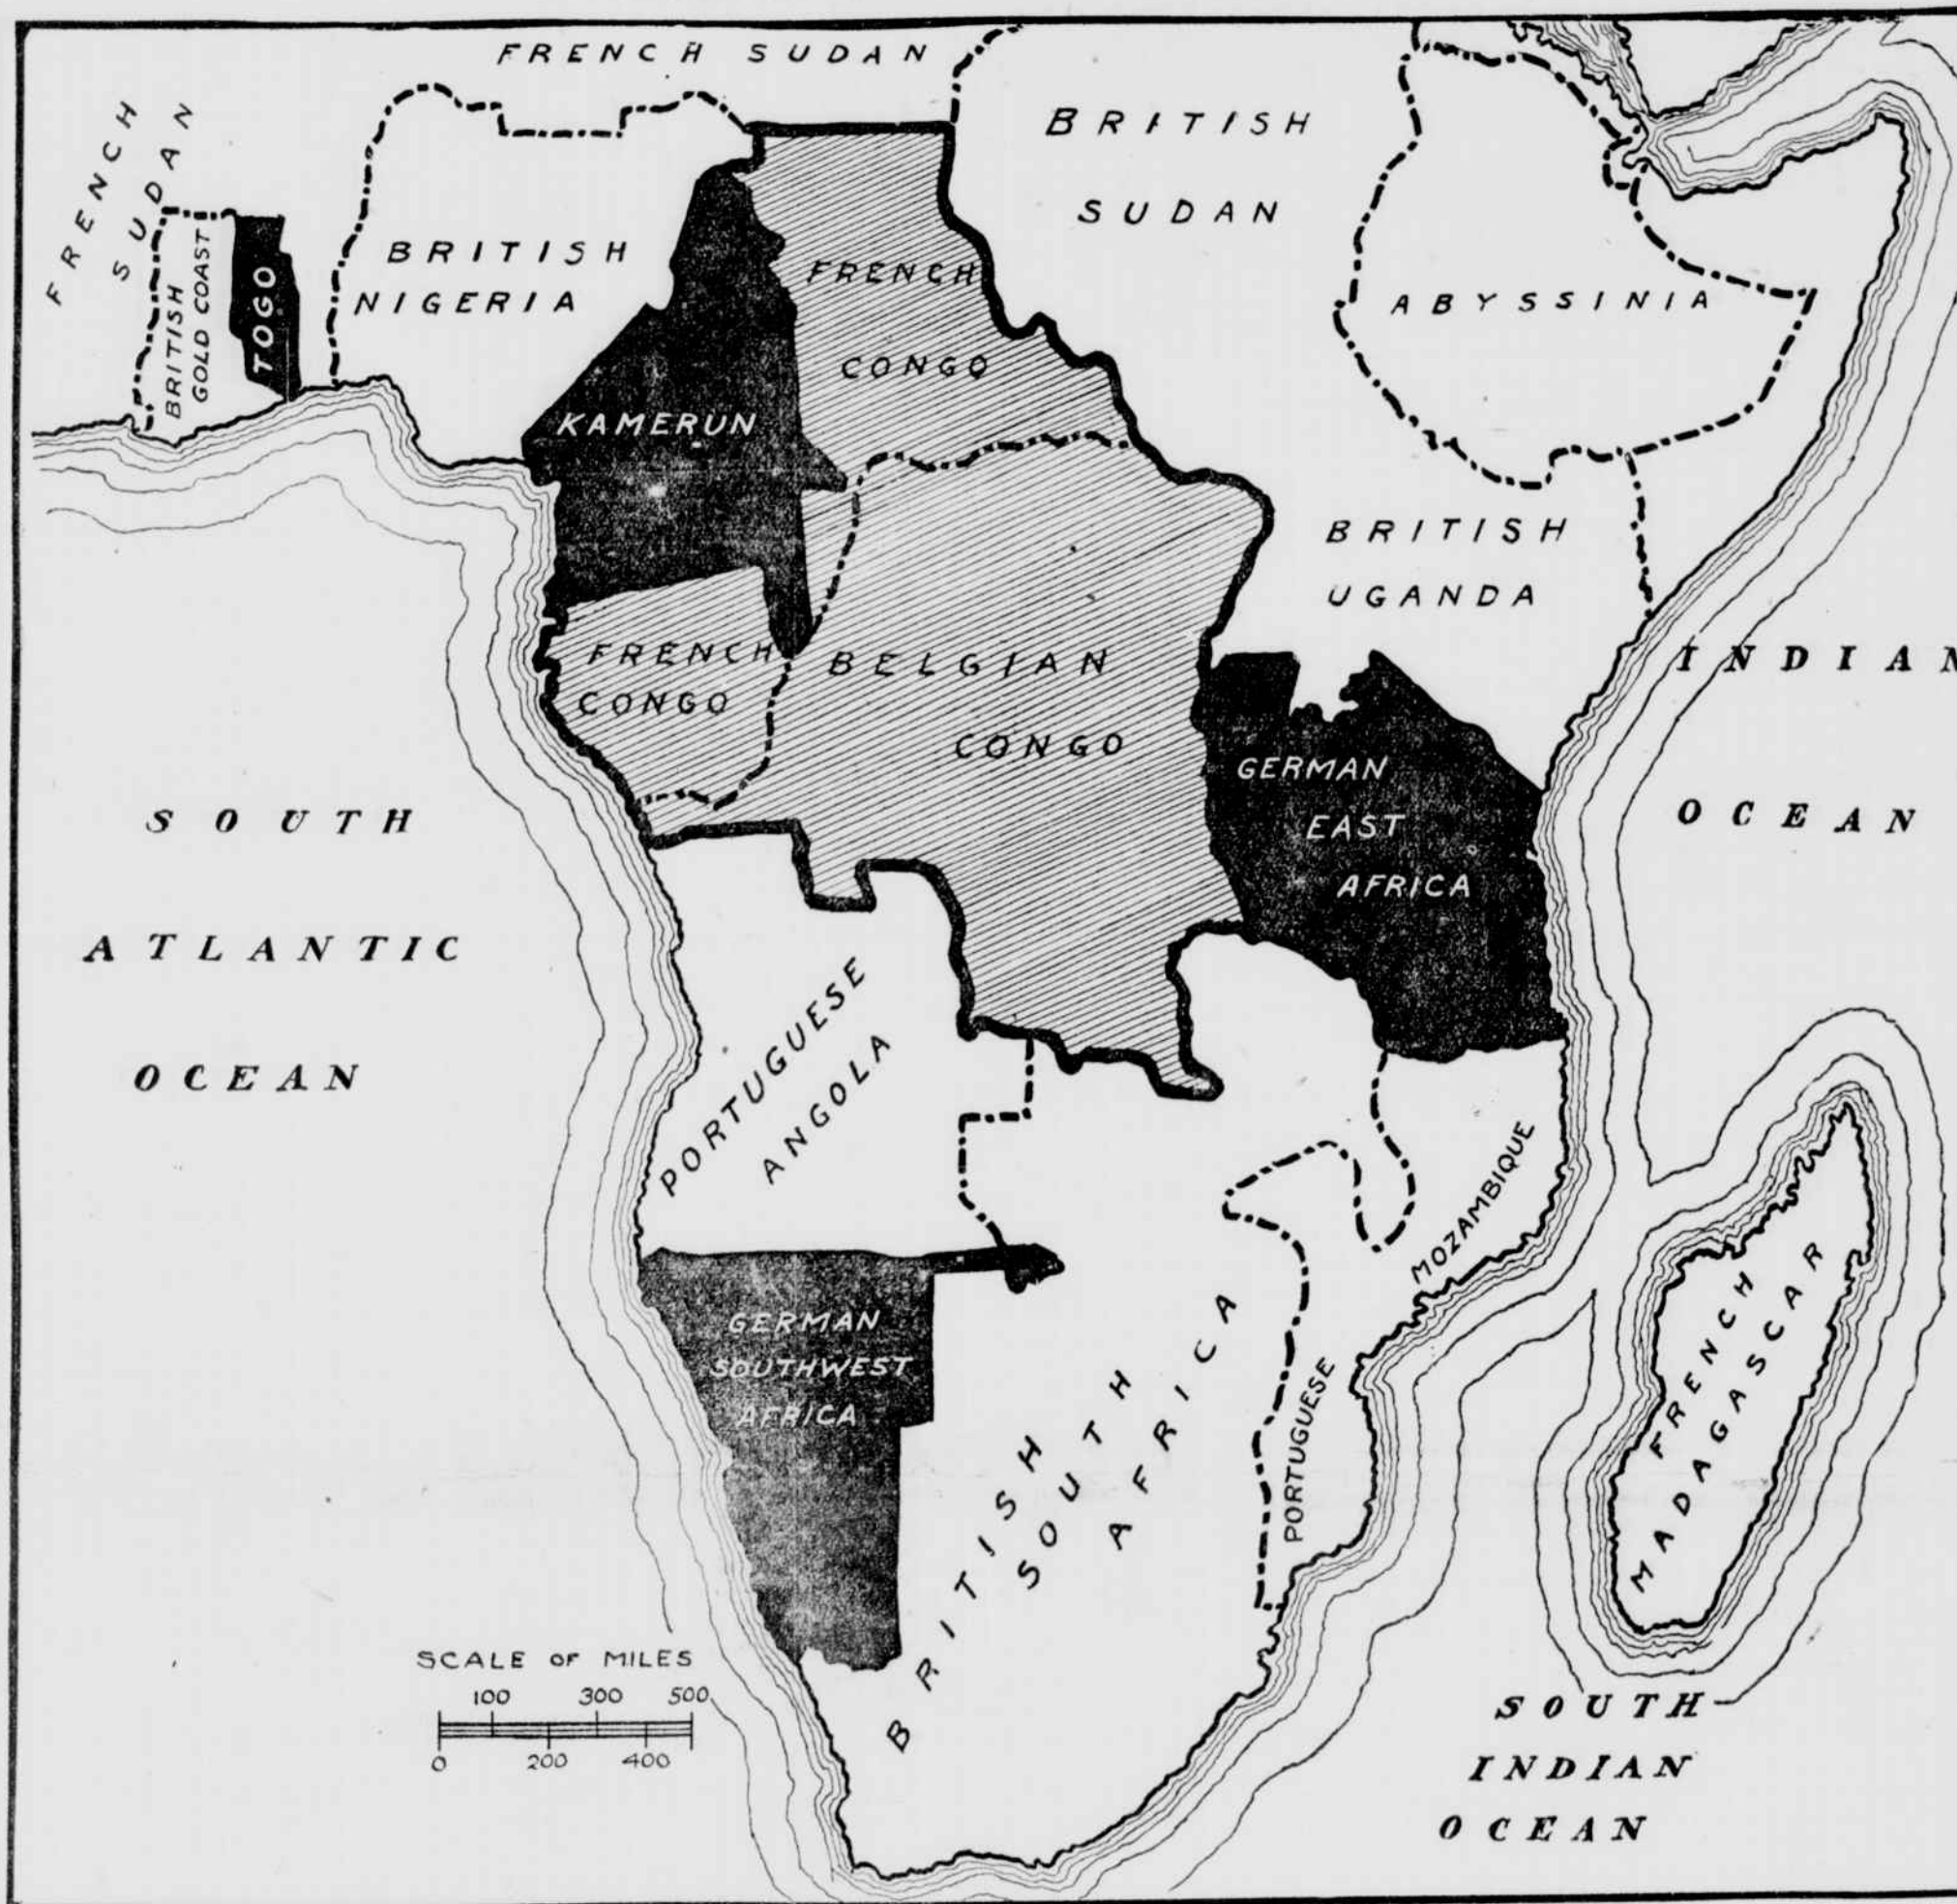 FRENCH SUDAN
FRENCH
SUDAN
BRITISH
GOLD COAST
TOGO
BRITISH
NIGERIA
BRITISH
SUDAN
ABYSSINIA
FRENCH
CONGO
KAMERUN
BRITISH
UGANDA
FRENCH
CONGO
BELGIAN
CONGO
GERMAN
EAST
AFRICA
INDIAN
OCEAN
SOUTH
ATLANTIC
OCEAN
PORTUGUESE
ANGOLA
MOZAMBIQUE
PORTUGUESE
GERMAN
SOUTHWEST
AFRICA
BRITISH
SOUTH
AFRICA
FRENCH
MADAGASCAR
SCALE OF MILES
100 300 500
0 200 400
SOUTH
INDIAN
OCEAN